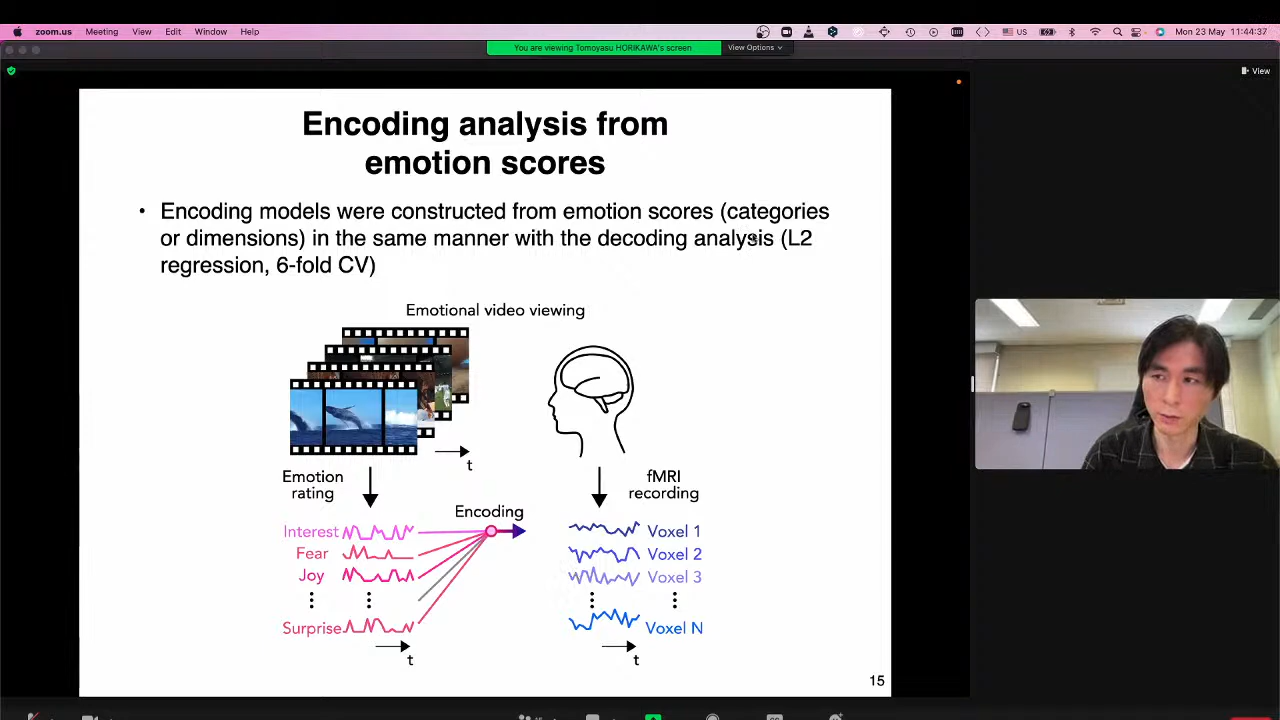 zoom.us Meeting View Edit Window Help
US Mon 23 May 11:44:37
You are viewing Tomoyasu HORIKAWA's screen View Options
View
Encoding analysis from
emotion scores
• Encoding models were constructed from emotion scores (categories
or dimensions) in the same manner with the decoding analysis (L2
regression, 6-fold CV)
Emotional video viewing
t
Emotion
rating
fMRI
recording
Encoding
Interest
Voxel 1
Fear
Voxel 2
Joy
Voxel 3
Surprise
Voxel N
t
t
15